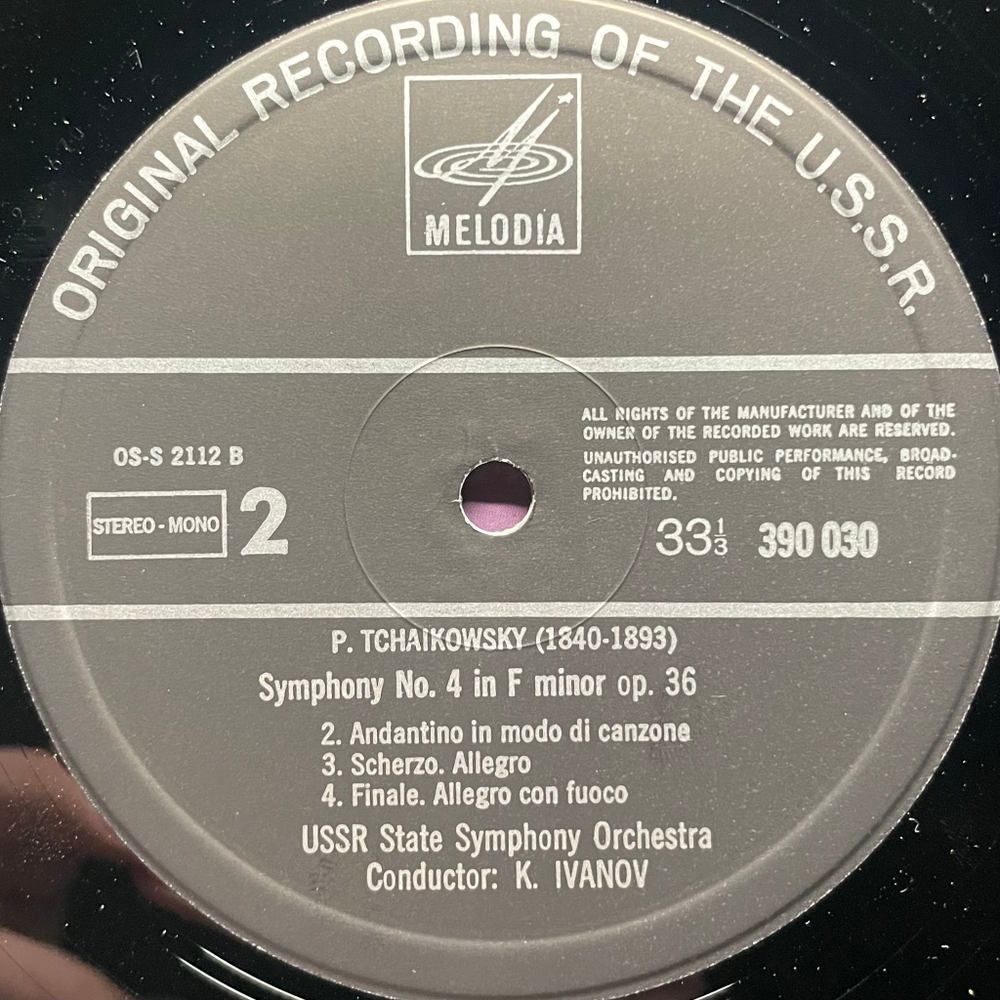 ORIGINAL RECORDING OF THE U.S.S.R.
MELODIA
ALL RIGHTS OF THE MANUFACTURER AND OF THE
OWNER OF THE RECORDED WORK ARE RESERVED.
UNAUTHORISED PUBLIC PERFORMANCE, BROAD-
CASTING AND COPYING OF THIS RECORD
PROHIBITED.
OS-S 2112 B
STEREO - MONO 2
33⅓ 390 030
P. TCHAIKOWSKY (1840-1893)
Symphony No. 4 in F minor op. 36
2. Andantino in modo di canzone
3. Scherzo. Allegro
4. Finale. Allegro con fuoco
USSR State Symphony Orchestra
Conductor: K. IVANOV